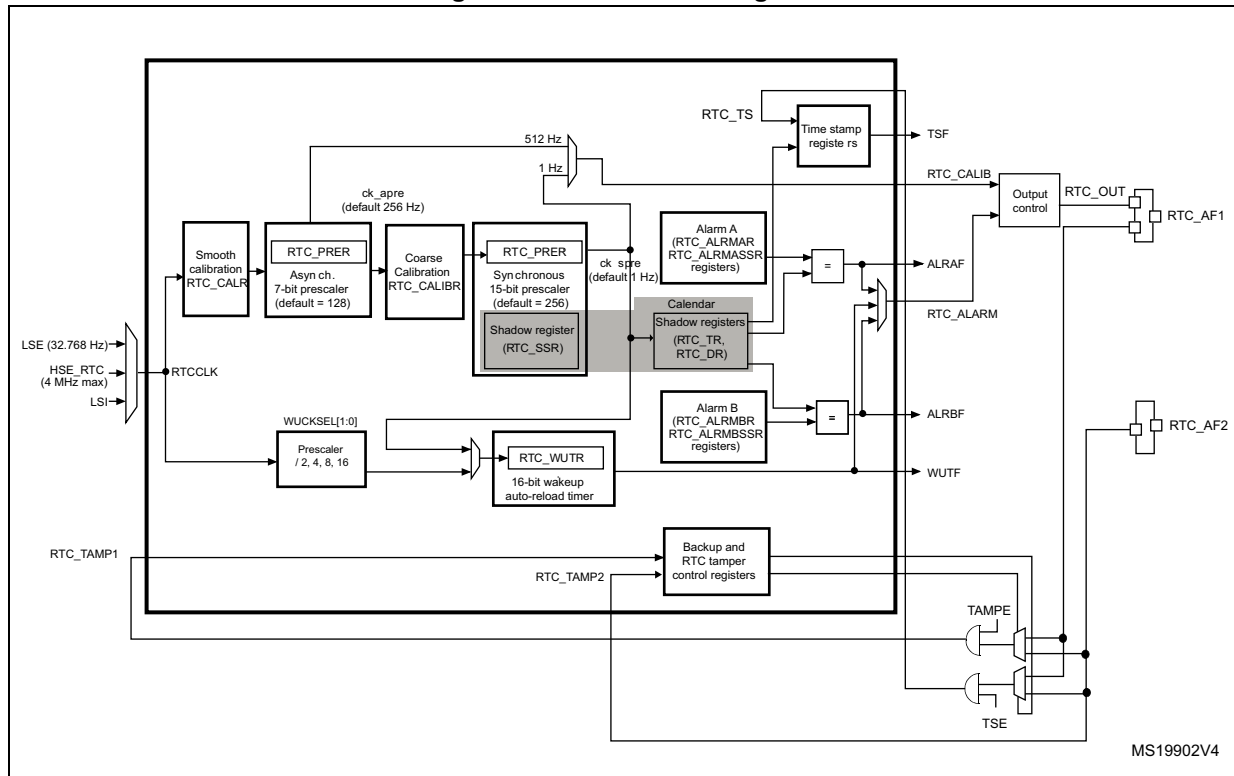 RTC_TS
Time stamp
registe rs
TSF
512 Hz
1 Hz
RTC_CALIB
Output
control
RTC_OUT
RTC_AF1
ck_apre
(default 256 Hz)
Smooth
calibration
RTC_CALR
RTC_PRER
Asyn ch.
7-bit prescaler
(default = 128)
Coarse
Calibration
RTC_CALIBR
RTC_PRER
Syn chronous
15-bit prescaler
(default = 256)
ck_spre
(default 1 Hz)
Alarm A
(RTC_ALRMAR
RTC_ALRMASSR
registers)
=
ALRAF
Calendar
Shadow register
(RTC_SSR)
Shadow registers
(RTC_TR,
RTC_DR)
RTC_ALARM
LSE (32.768 Hz)
HSE_RTC
(4 MHz max)
LSI
RTCCLK
WUCKSEL[1:0]
Prescaler
/ 2, 4, 8, 16
RTC_WUTR
16-bit wakeup
auto-reload timer
Alarm B
(RTC_ALRMBR
RTC_ALRMBSSR
registers)
=
ALRBF
RTC_AF2
WUTF
RTC_TAMP1
RTC_TAMP2
Backup and
RTC tamper
control registers
TAMPE
TSE
MS19902V4